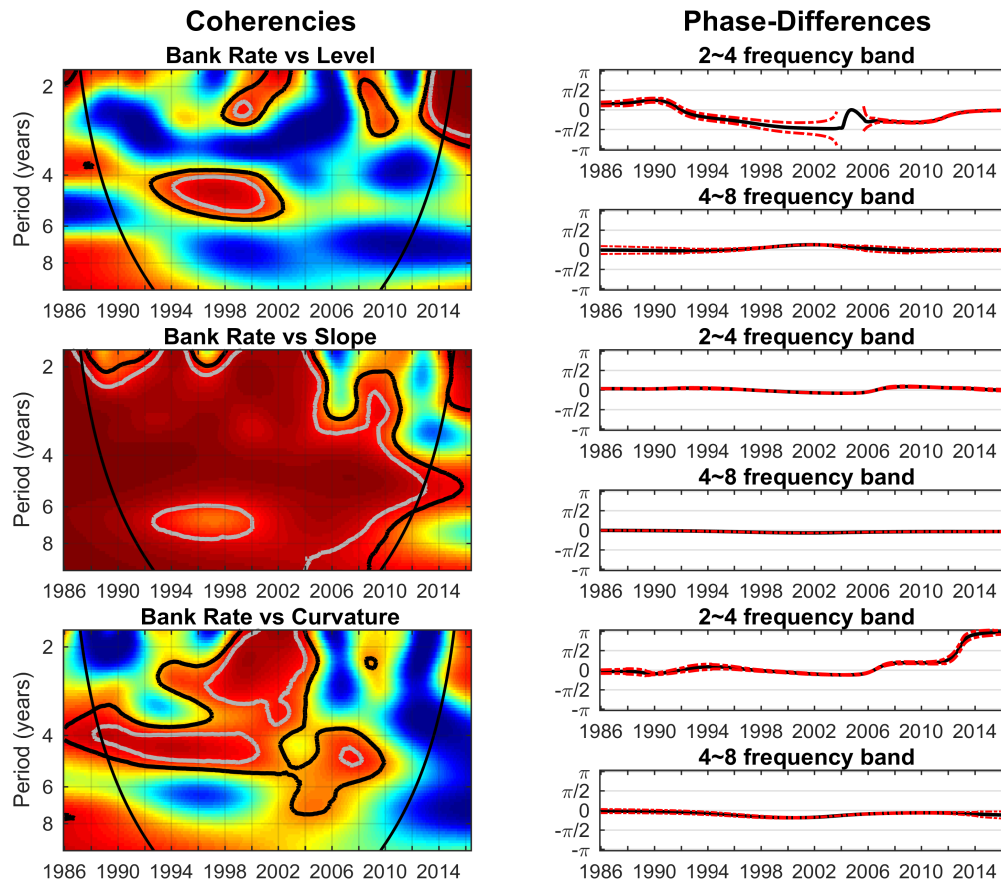 Coherencies
Bank Rate vs Level
Period (years)
2
4
6
8
1986 1990 1994 1998 2002 2006 2010 2014
Bank Rate vs Slope
Period (years)
2
4
6
8
1986 1990 1994 1998 2002 2006 2010 2014
Bank Rate vs Curvature
Period (years)
2
4
6
8
1986 1990 1994 1998 2002 2006 2010 2014
Phase-Differences
2~4 frequency band
π
π/2
0
-π/2
-π
1986 1990 1994 1998 2002 2006 2010 2014
4~8 frequency band
π
π/2
0
-π/2
-π
1986 1990 1994 1998 2002 2006 2010 2014
2~4 frequency band
π
π/2
0
-π/2
-π
1986 1990 1994 1998 2002 2006 2010 2014
4~8 frequency band
π
π/2
0
-π/2
-π
1986 1990 1994 1998 2002 2006 2010 2014
2~4 frequency band
π
π/2
0
-π/2
-π
1986 1990 1994 1998 2002 2006 2010 2014
4~8 frequency band
π
π/2
0
-π/2
-π
1986 1990 1994 1998 2002 2006 2010 2014